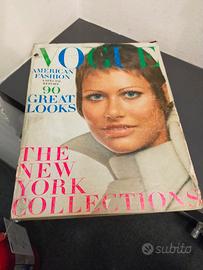 VOGUE
AMERICAN
FASHION
90
GREAT
LOOKS
THE
NEW
YORK
COLLECTIONS
subito